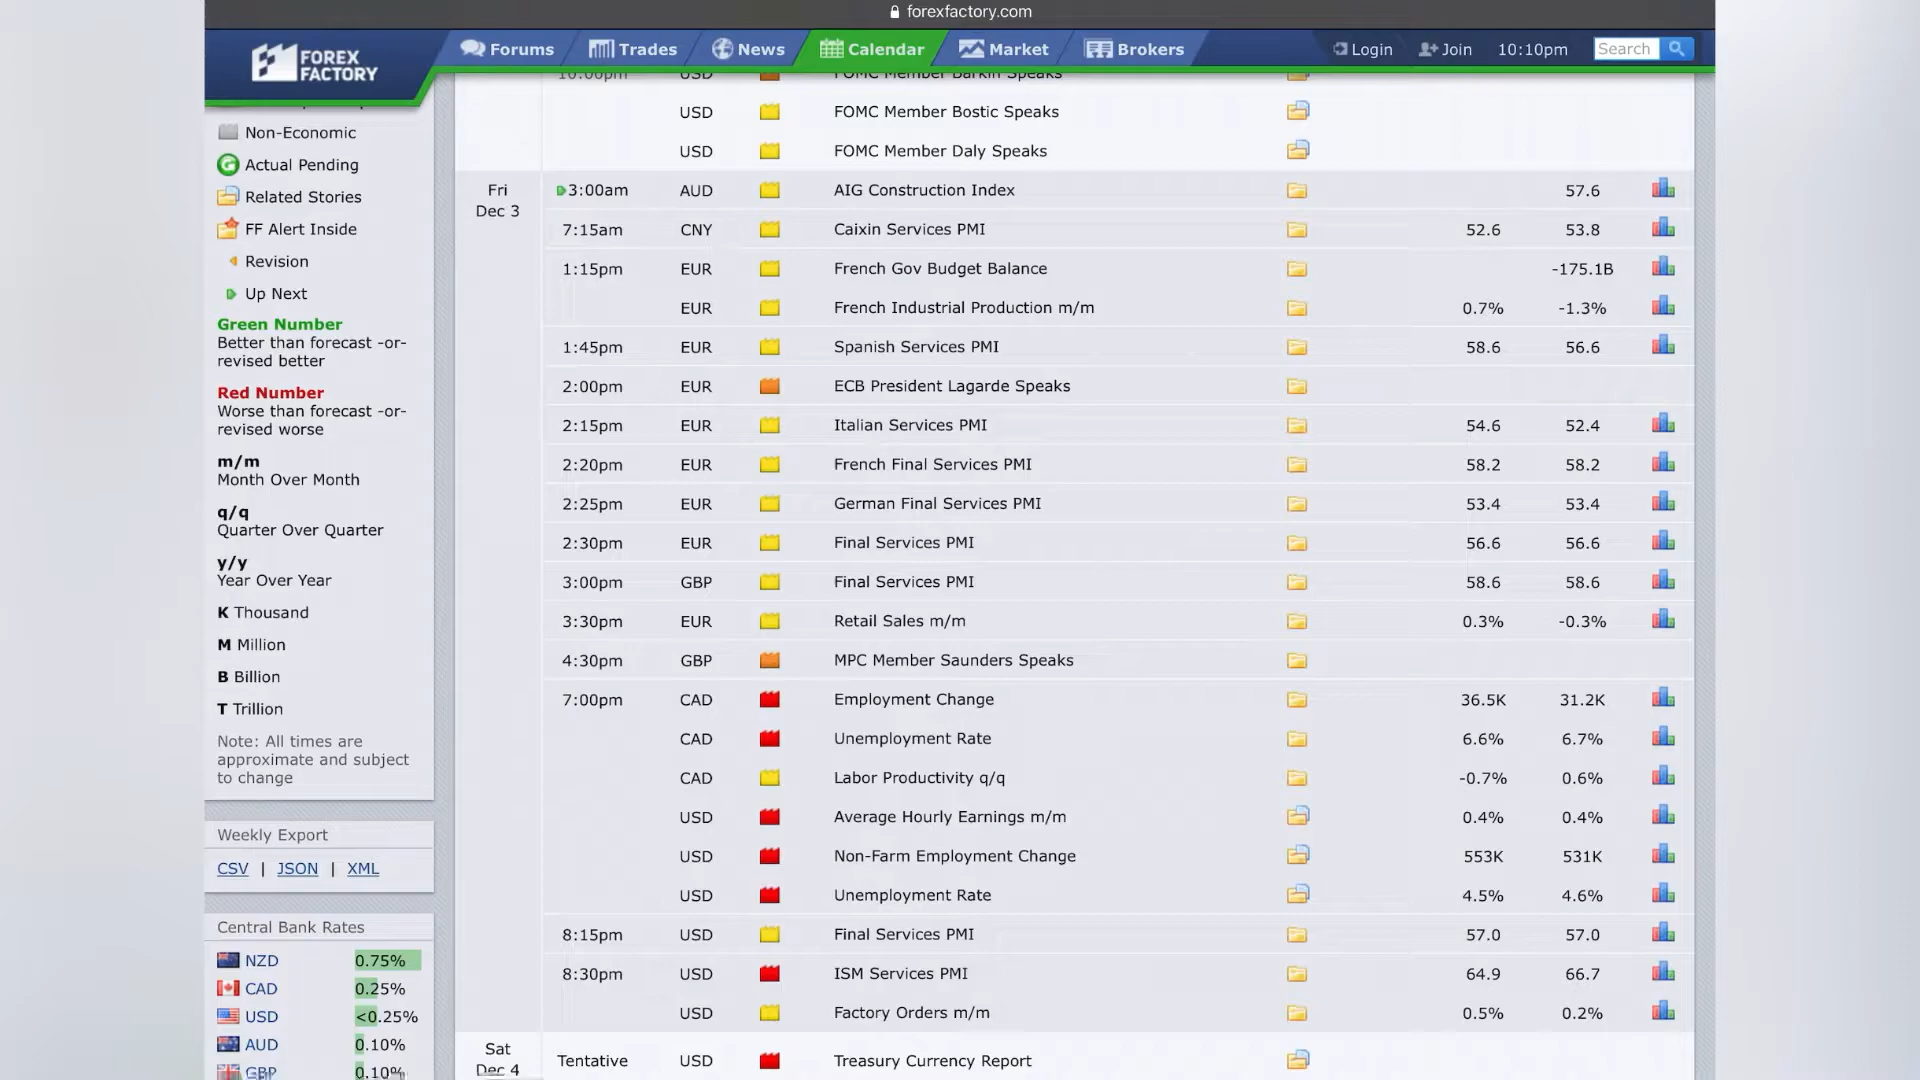 forexfactory.com
FOREX FACTORY
Forums
Trades
News
Calendar
Market
Brokers
Login
Join
10:10pm
Search
Non-Economic
Actual Pending
Related Stories
FF Alert Inside
Revision
Up Next
Green Number
Better than forecast -or-
revised better
Red Number
Worse than forecast -or-
revised worse
m/m
Month Over Month
q/q
Quarter Over Quarter
y/y
Year Over Year
K Thousand
M Million
B Billion
T Trillion
Note: All times are
approximate and subject
to change
Weekly Export
CSV | JSON | XML
Central Bank Rates
NZD 0.75%
CAD 0.25%
USD <0.25%
AUD 0.10%
GBP 0.10%
10:00pm USD FOMC Member Barkin Speaks
USD FOMC Member Bostic Speaks
USD FOMC Member Daly Speaks
Fri
Dec 3
3:00am AUD AIG Construction Index 57.6
7:15am CNY Caixin Services PMI 52.6 53.8
1:15pm EUR French Gov Budget Balance -175.1B
EUR French Industrial Production m/m 0.7% -1.3%
1:45pm EUR Spanish Services PMI 58.6 56.6
2:00pm EUR ECB President Lagarde Speaks
2:15pm EUR Italian Services PMI 54.6 52.4
2:20pm EUR French Final Services PMI 58.2 58.2
2:25pm EUR German Final Services PMI 53.4 53.4
2:30pm EUR Final Services PMI 56.6 56.6
3:00pm GBP Final Services PMI 58.6 58.6
3:30pm EUR Retail Sales m/m 0.3% -0.3%
4:30pm GBP MPC Member Saunders Speaks
7:00pm CAD Employment Change 36.5K 31.2K
CAD Unemployment Rate 6.6% 6.7%
CAD Labor Productivity q/q -0.7% 0.6%
USD Average Hourly Earnings m/m 0.4% 0.4%
USD Non-Farm Employment Change 553K 531K
USD Unemployment Rate 4.5% 4.6%
8:15pm USD Final Services PMI 57.0 57.0
8:30pm USD ISM Services PMI 64.9 66.7
USD Factory Orders m/m 0.5% 0.2%
Sat
Dec 4
Tentative USD Treasury Currency Report